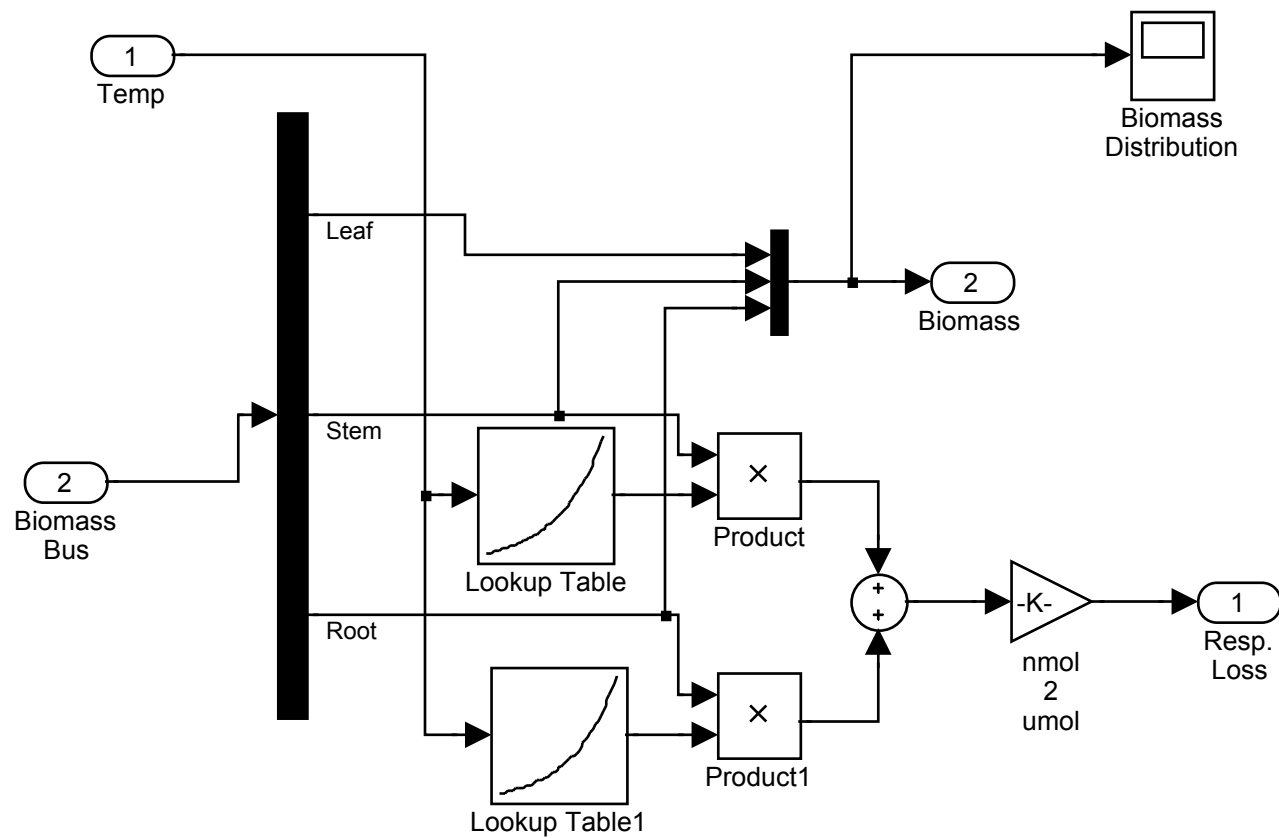 1
Temp
Biomass
Distribution
Leaf
2
Biomass
Stem
2
Biomass
Bus
×
Product
Lookup Table
+
+
-K-
nmol
2
umol
1
Resp.
Loss
Root
×
Product1
Lookup Table1